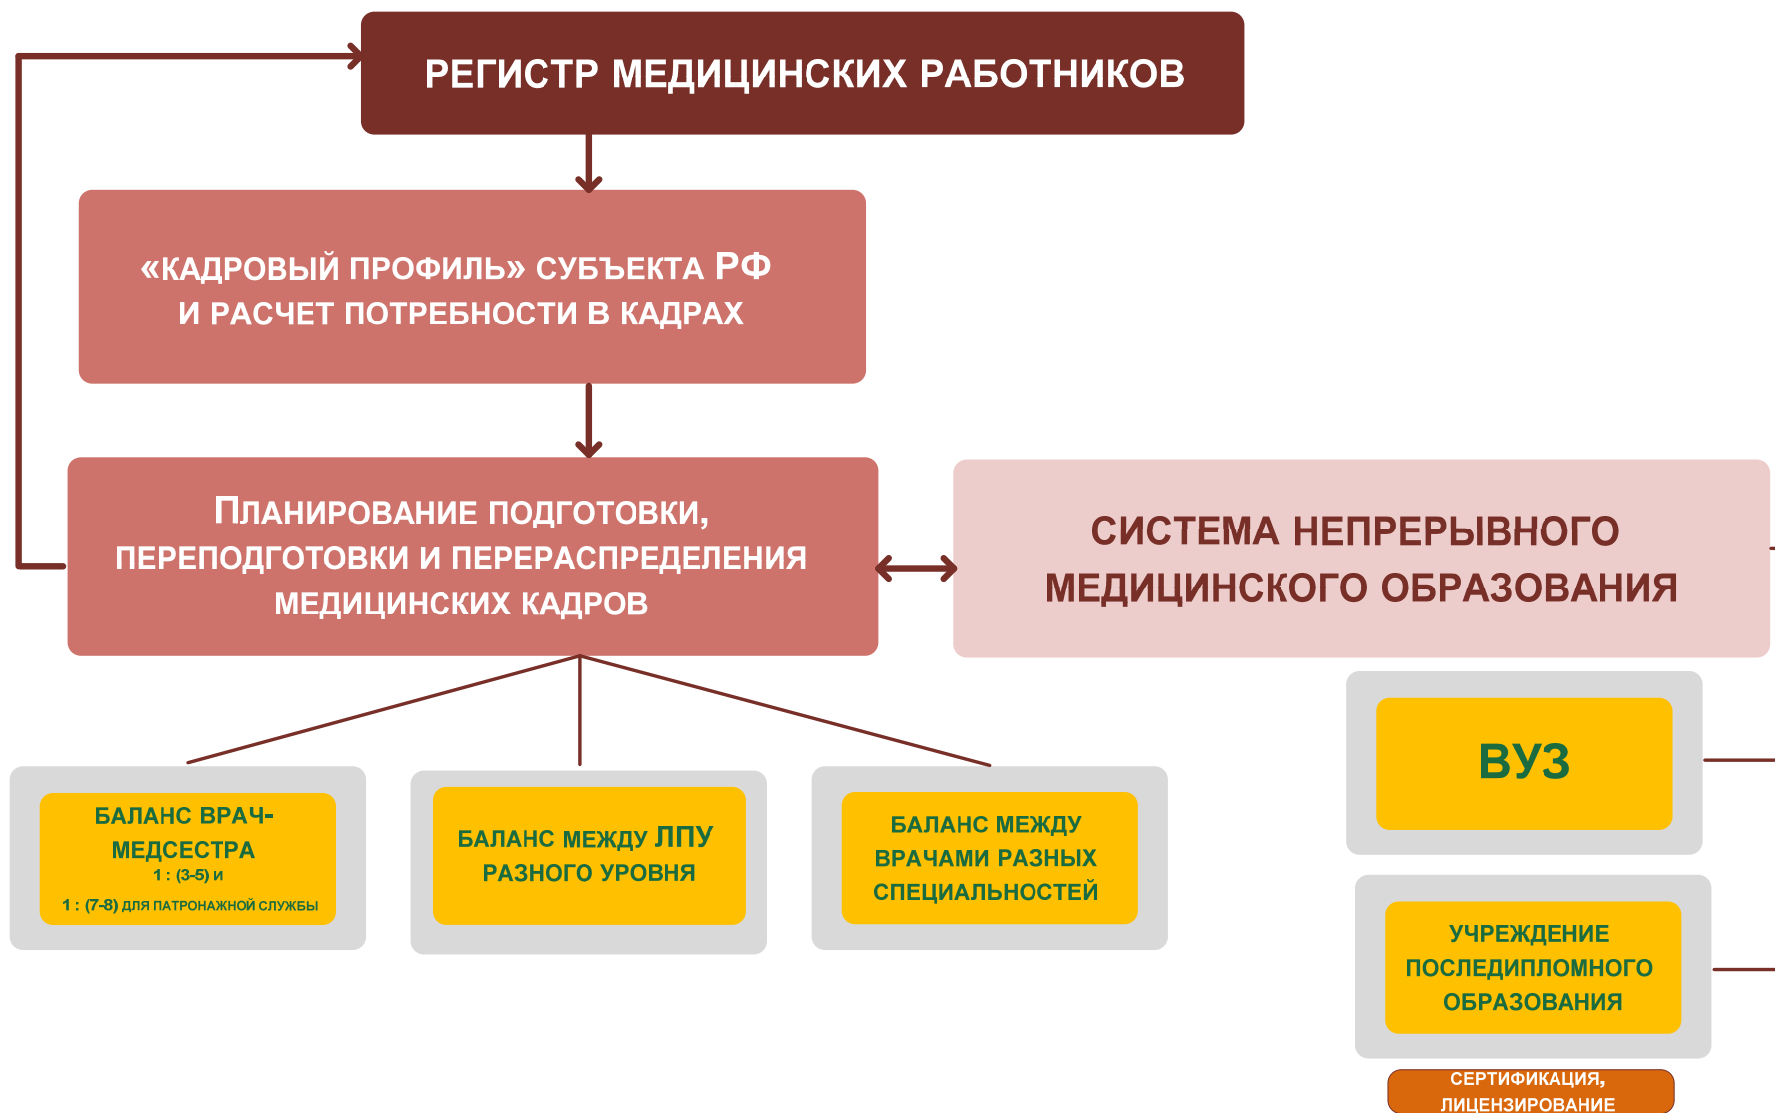 РЕГИСТР МЕДИЦИНСКИХ РАБОТНИКОВ
«КАДРОВЫЙ ПРОФИЛЬ» СУБЪЕКТА РФ
И РАСЧЕТ ПОТРЕБНОСТИ В КАДРАХ
ПЛАНИРОВАНИЕ ПОДГОТОВКИ,
ПЕРЕПОДГОТОВКИ И ПЕРЕРАСПРЕДЕЛЕНИЯ
МЕДИЦИНСКИХ КАДРОВ
СИСТЕМА НЕПРЕРЫВНОГО
МЕДИЦИНСКОГО ОБРАЗОВАНИЯ
БАЛАНС ВРАЧ-
МЕДСЕСТРА
1 : (3-5) И
1 : (7-8) ДЛЯ ПАТРОНАЖНОЙ СЛУЖБЫ
БАЛАНС МЕЖДУ ЛПУ
РАЗНОГО УРОВНЯ
БАЛАНС МЕЖДУ
ВРАЧАМИ РАЗНЫХ
СПЕЦИАЛЬНОСТЕЙ
ВУЗ
УЧРЕЖДЕНИЕ
ПОСЛЕДИПЛОМНОГО
ОБРАЗОВАНИЯ
СЕРТИФИКАЦИЯ,
ЛИЦЕНЗИРОВАНИЕ